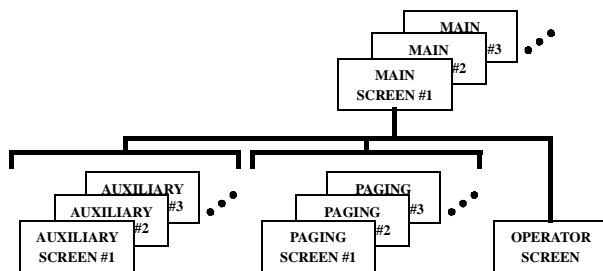 MAIN
#3
MAIN
#2
MAIN
SCREEN #1
AUXILIARY
#3
AUXILIARY
#2
AUXILIARY
SCREEN #1
PAGING
#3
PAGING
#2
PAGING
SCREEN #1
OPERATOR
SCREEN